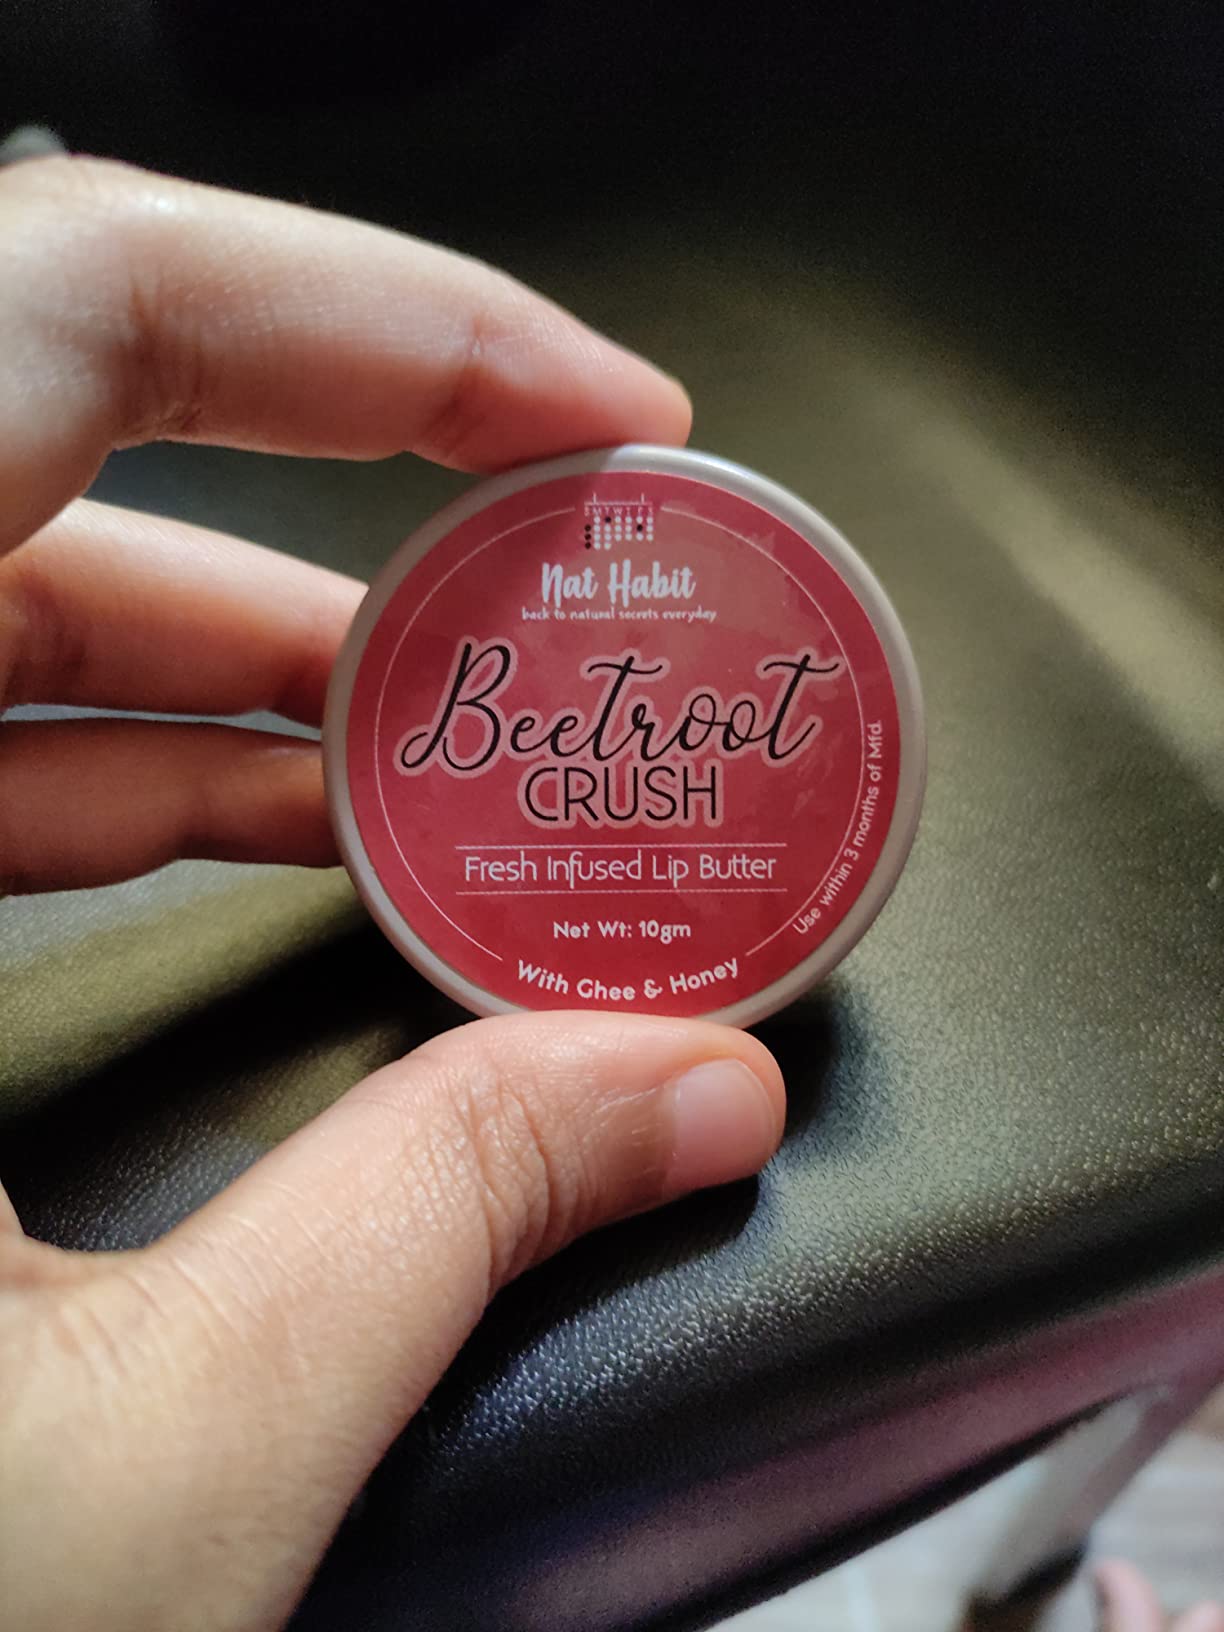 S M T W T F S
Nat Habit
back to natural secrets everyday
Beetroot
CRUSH
Fresh Infused Lip Butter
Net Wt: 10gm
With Ghee & Honey
Use within 3 months of Mfd.